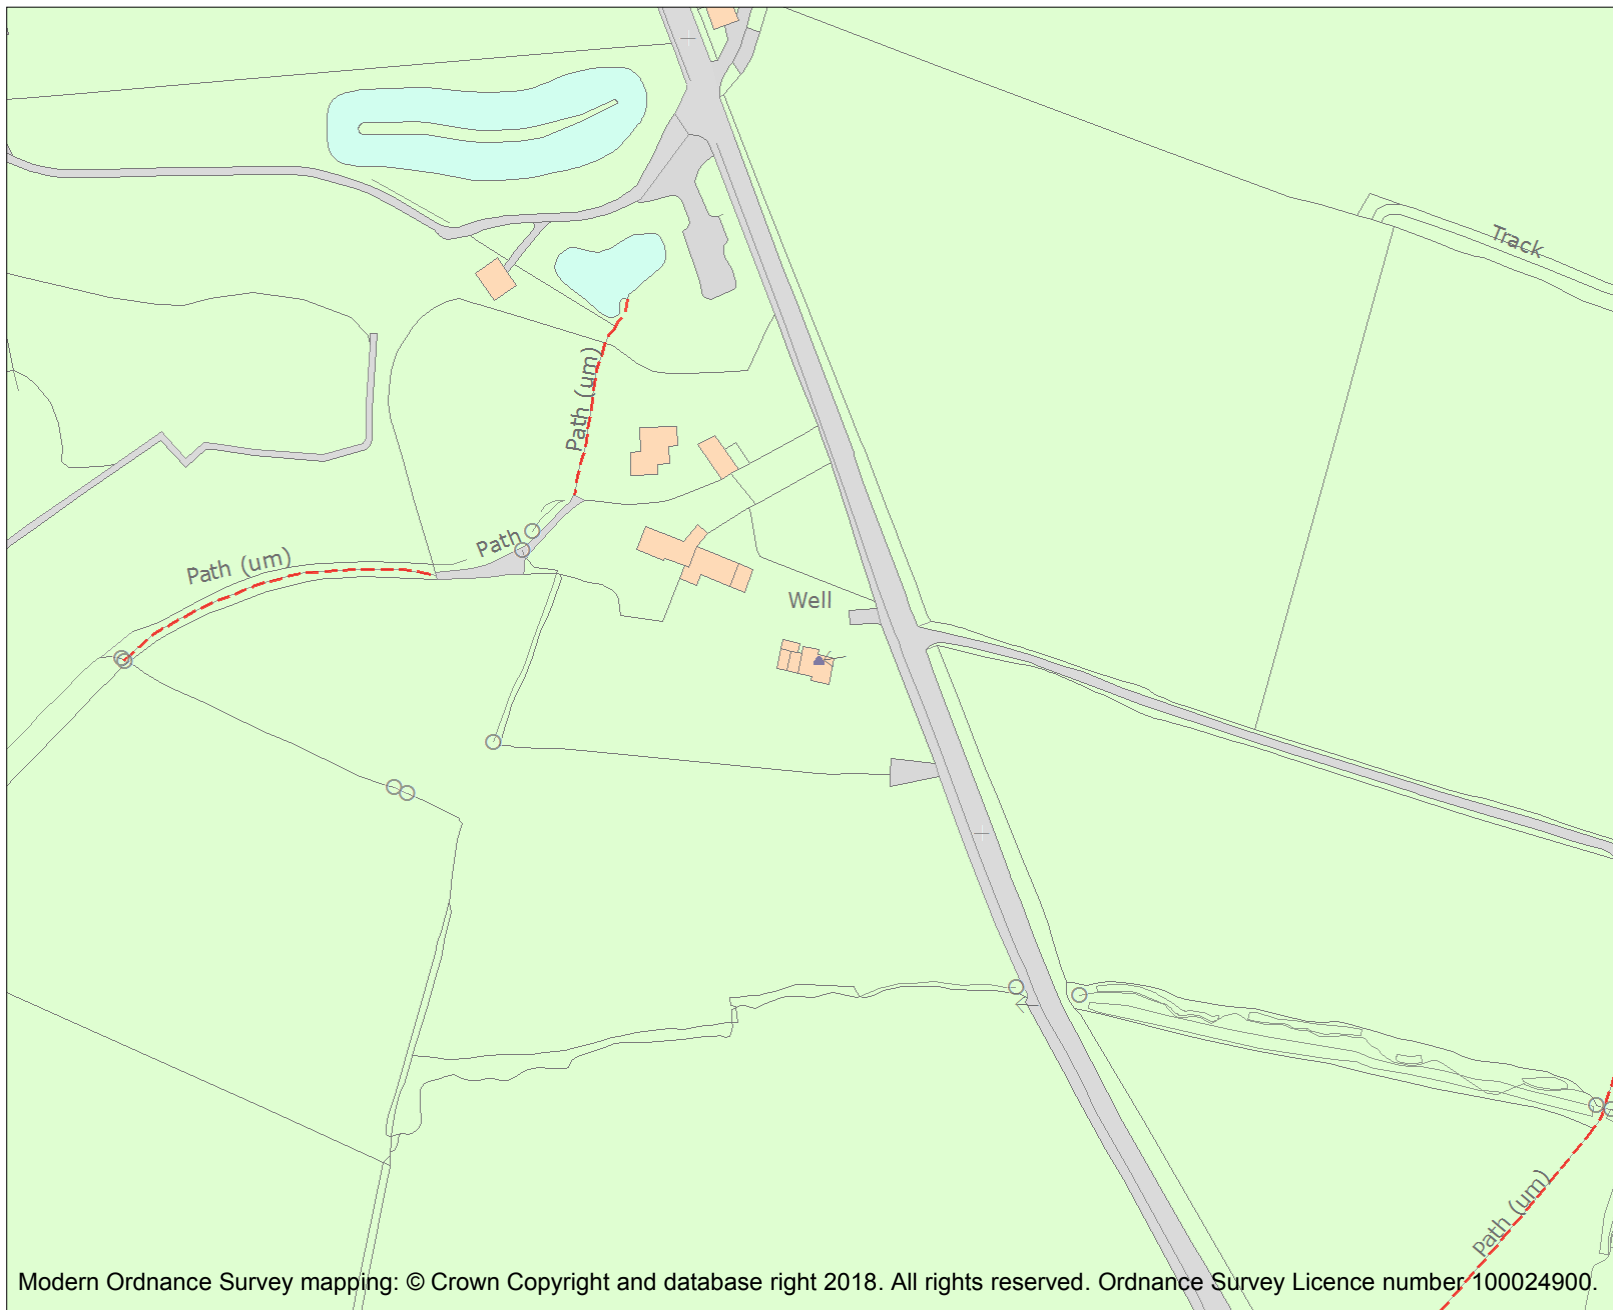 Track
Path (um)
Path
Path (um)
Well
Path (um)
Modern Ordnance Survey mapping: © Crown Copyright and database right 2018. All rights reserved. Ordnance Survey Licence number 100024900.